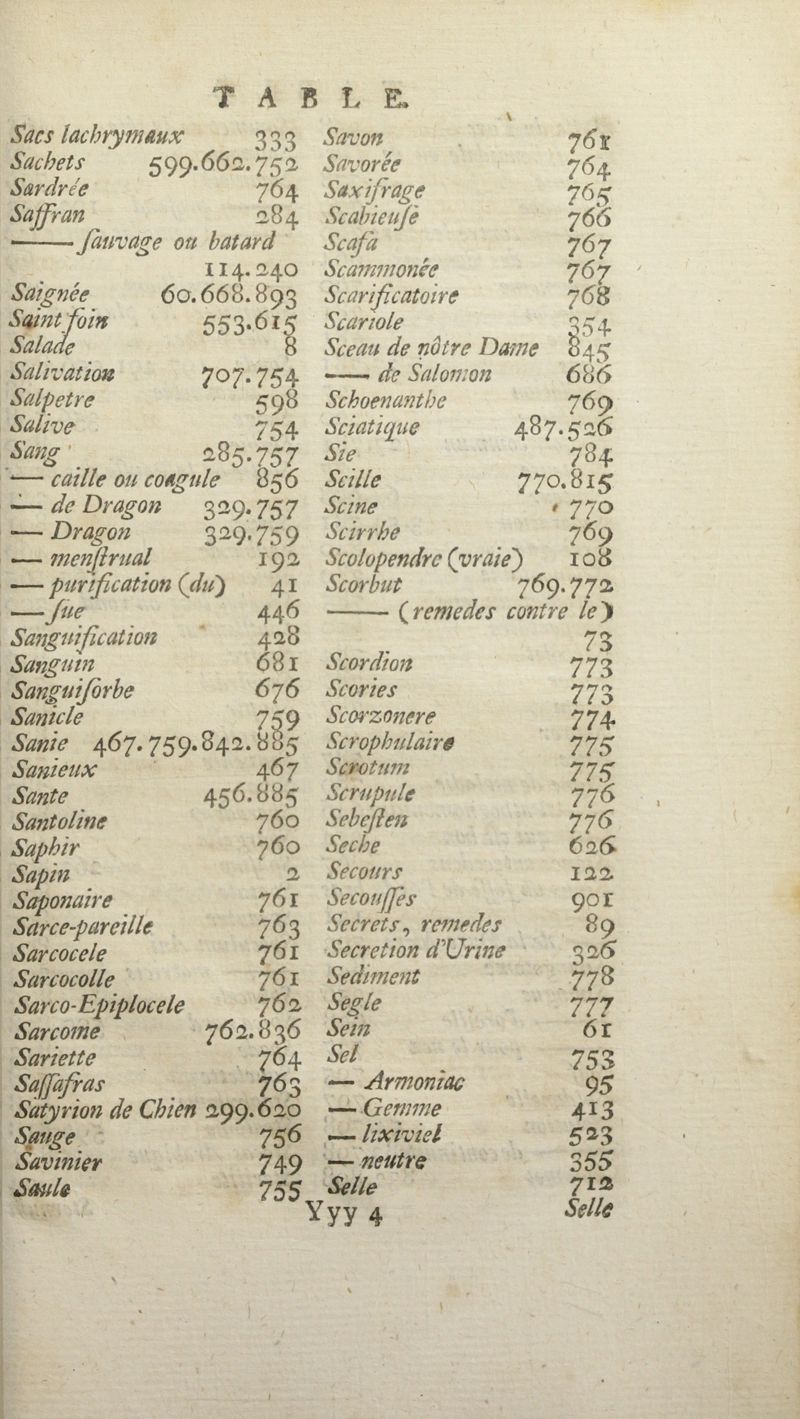 TABLE.
Sacs lachrymaux 333
Sachets 599.662.752
Sardrée 764
Saffran 284
—— ſauvage ou batard
114.240
Saignée 60.668.893
Saint foin 553.615
Salade 8
Salivation 707.754
Salpetre 598
Salive 754
Sang 285.757
— caille ou coagule 856
— de Dragon 329.757
— Dragon 329.759
— menſtrual 192
— purification (du) 41
— ſue 446
Sanguification 428
Sanguin 681
Sanguiſorbe 676
Sanicle 759
Sanie 467.759.842.885
Sanieux 467
Sante 456.885
Santoline 760
Saphir 760
Sapin 2
Saponaire 761
Sarce-pareille 763
Sarcocele 761
Sarcocolle 761
Sarco-Epiplocele 762
Sarcome 762.836
Sariette 764
Saſſafras 763
Satyrion de Chien 299.620
Sauge 756
Savinier 749
Saule 755
Savon 761
Savorée 764
Saxifrage 765
Scabieuſe 766
Scafa 767
Scammonée 767
Scarificatoire 768
Scariole 354
Sceau de nôtre Dame 845
— de Salomon 686
Schoenanthe 769
Sciatique 487.526
Sie 784
Scille 770.815
Scine 770
Scirrhe 769
Scolopendre (vraie) 108
Scorbut 769.772
—— (remedes contre le)
73
Scordion 773
Scories 773
Scorzonere 774
Scrophulaire 775
Scrotum 775
Scrupule 776
Sebeſten 776
Seche 626
Secours 122
Secouſſes 901
Secrets, remedes 89
Secretion d'Urine 326
Sediment 778
Segle 777
Sein 61
Sel 753
— Armoniac 95
— Gemme 413
— lixiviel 523
— neutre 355
Selle 712
Yyy 4 Selle